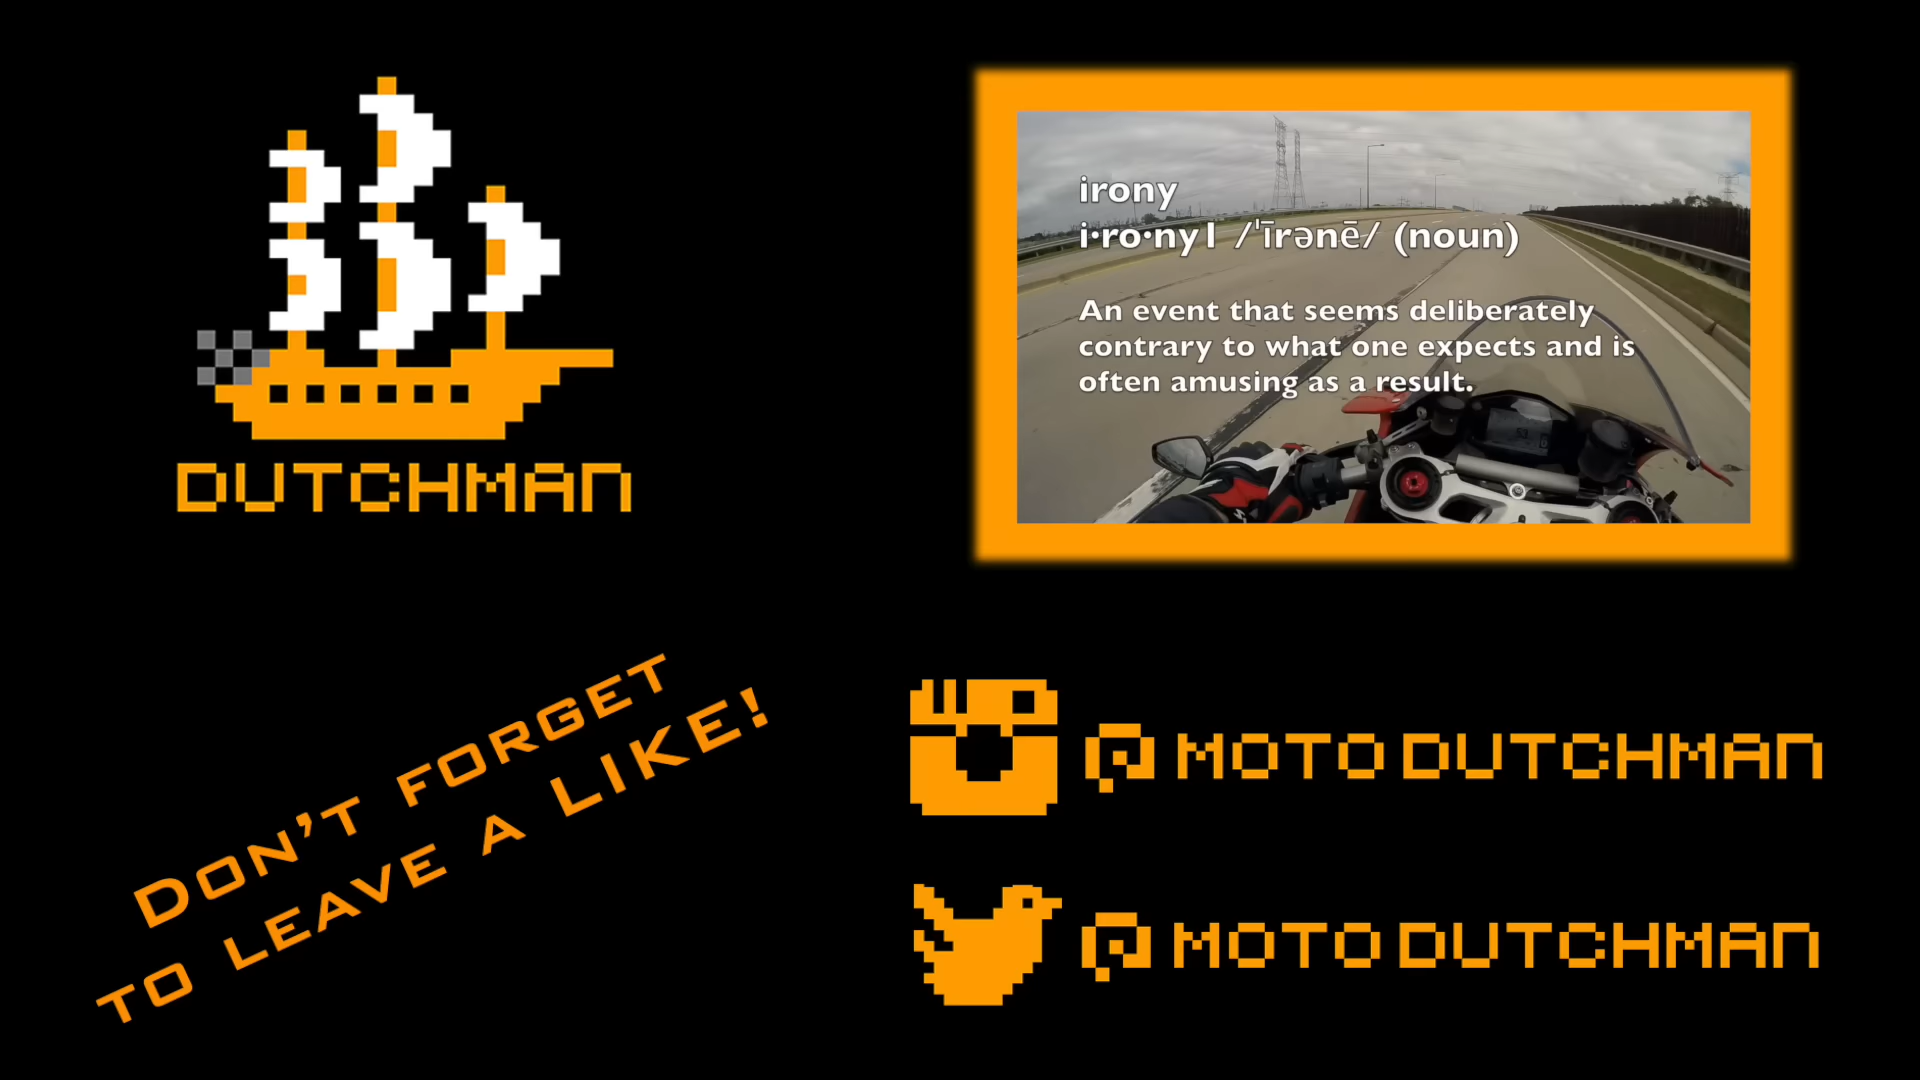 DUTCHMAN
irony
i·ro·ny1 /ˈīrənē/ (noun)
An event that seems deliberately
contrary to what one expects and is
often amusing as a result.
DON'T FORGET
TO LEAVE A LIKE!
@MOTODUTCHMAN
@MOTODUTCHMAN